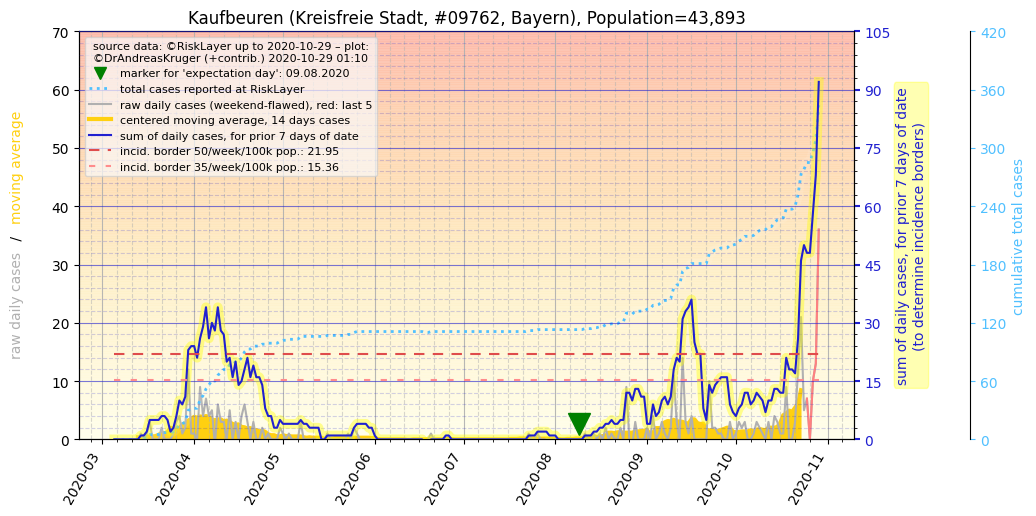 Kaufbeuren (Kreisfreie Stadt, #09762, Bayern), Population=43,893
source data: ©RiskLayer up to 2020-10-29 – plot:
©DrAndreasKruger (+contrib.) 2020-10-29 01:10
marker for 'expectation day': 09.08.2020
total cases reported at RiskLayer
raw daily cases (weekend-flawed), red: last 5
centered moving average, 14 days cases
sum of daily cases, for prior 7 days of date
incid. border 50/week/100k pop.: 21.95
incid. border 35/week/100k pop.: 15.36
raw daily cases / moving average
70
60
50
40
30
20
10
0
2020-03
2020-04
2020-05
2020-06
2020-07
2020-08
2020-09
2020-10
2020-11
105
90
75
60
45
30
15
0
sum of daily cases, for prior 7 days of date
(to determine incidence borders)
420
360
300
240
180
120
60
0
cumulative total cases